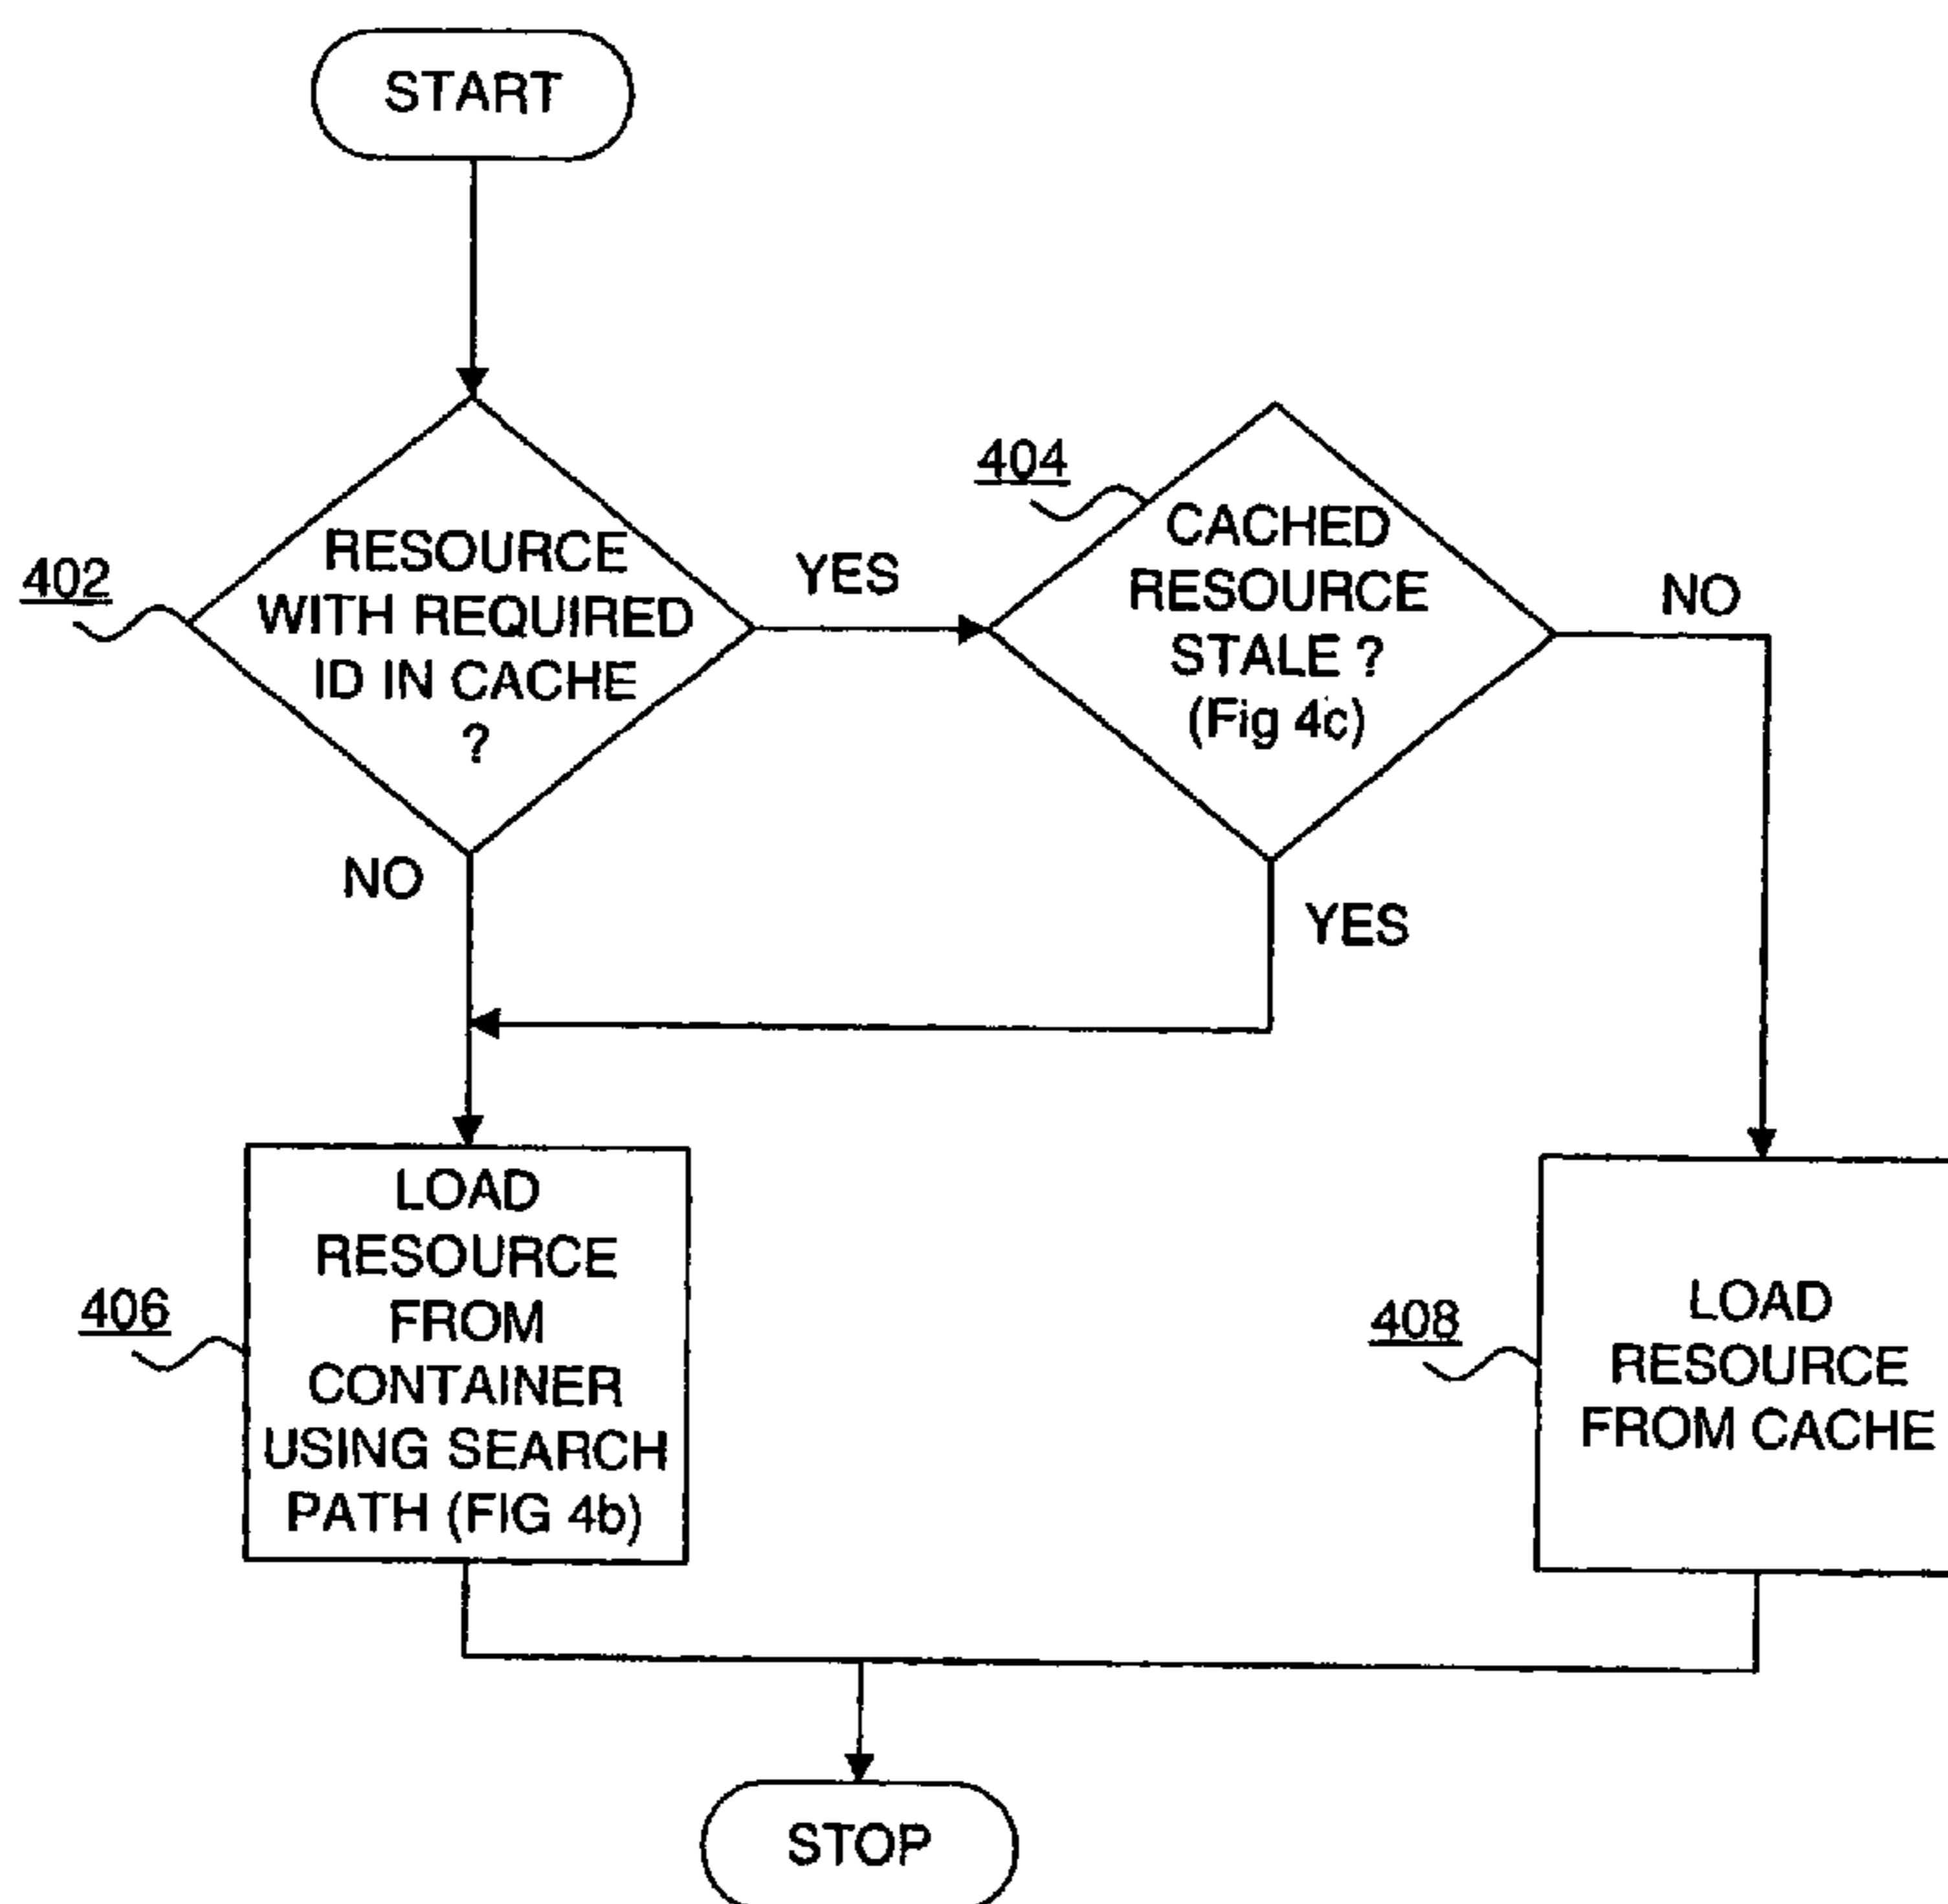 START
402
RESOURCE
WITH REQUIRED
ID IN CACHE
?
YES
NO
404
CACHED
RESOURCE
STALE ?
(Fig 4c)
NO
YES
406
LOAD
RESOURCE
FROM
CONTAINER
USING SEARCH
PATH (FIG 4b)
408
LOAD
RESOURCE
FROM CACHE
STOP